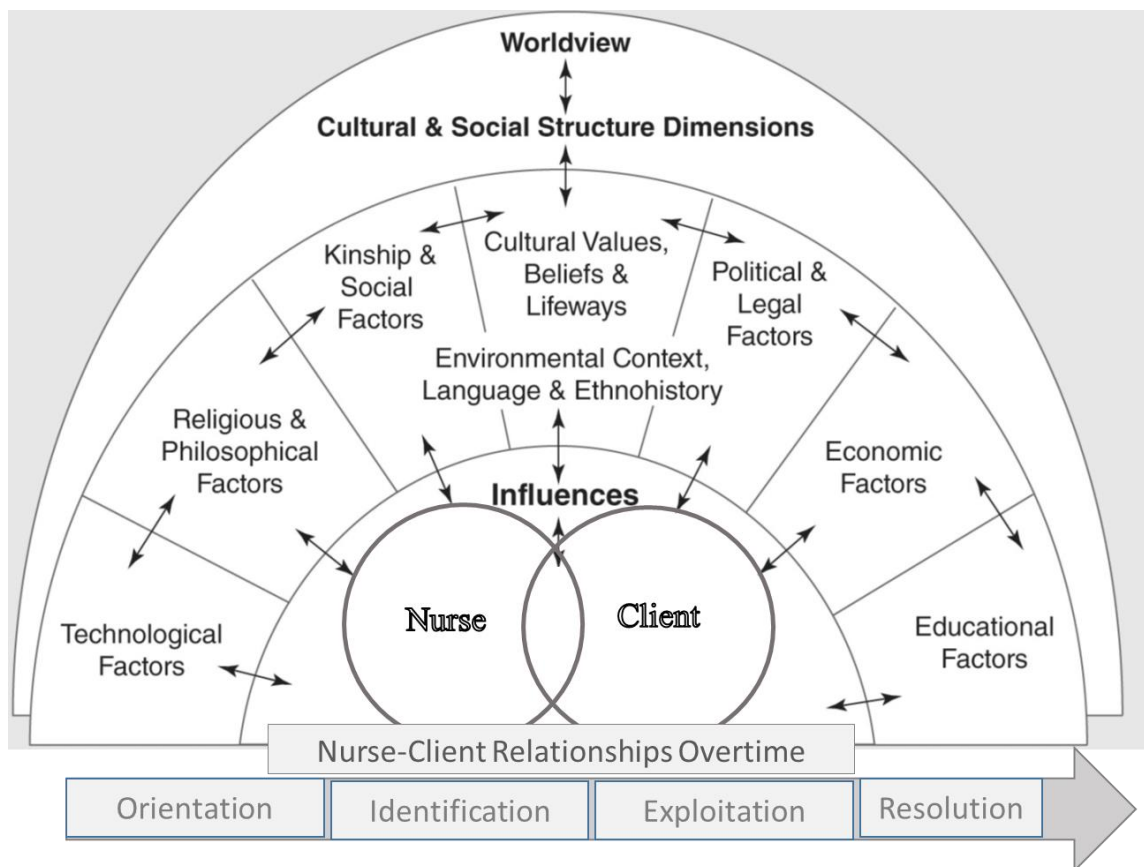 Worldview
Cultural & Social Structure Dimensions
Kinship &
Social
Factors
Cultural Values,
Beliefs &
Lifeways
Political &
Legal
Factors
Environmental Context,
Language & Ethnohistory
Religious &
Philosophical
Factors
Economic
Factors
Influences
Technological
Factors
Nurse
Client
Educational
Factors
Nurse-Client Relationships Overtime
Orientation
Identification
Exploitation
Resolution